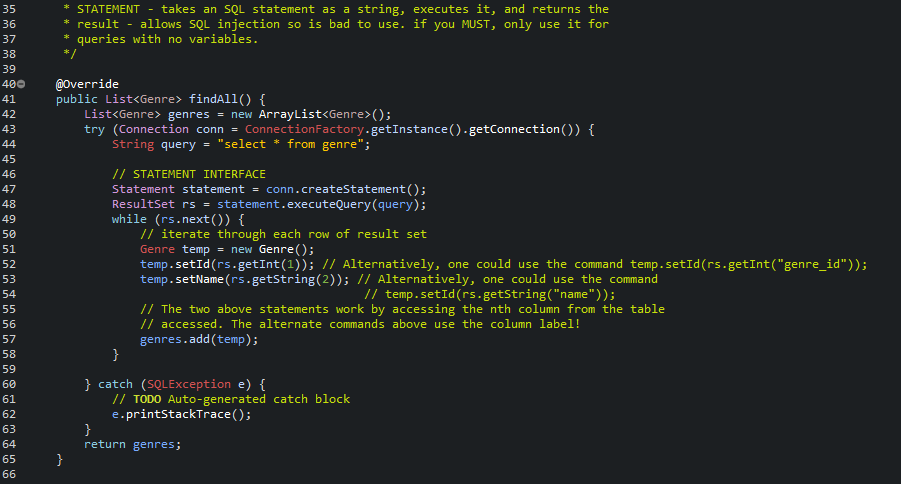 35 * STATEMENT - takes an SQL statement as a string, executes it, and returns the
36 * result - allows SQL injection so is bad to use. if you MUST, only use it for
37 * queries with no variables.
38 */
39
40 @Override
41 public List<Genre> findAll() {
42 List<Genre> genres = new ArrayList<Genre>();
43 try (Connection conn = ConnectionFactory.getInstance().getConnection()) {
44 String query = "select * from genre";
45
46 // STATEMENT INTERFACE
47 Statement statement = conn.createStatement();
48 ResultSet rs = statement.executeQuery(query);
49 while (rs.next()) {
50 // iterate through each row of result set
51 Genre temp = new Genre();
52 temp.setId(rs.getInt(1)); // Alternatively, one could use the command temp.setId(rs.getInt("genre_id"));
53 temp.setName(rs.getString(2)); // Alternatively, one could use the command
54 // temp.setId(rs.getString("name"));
55 // The two above statements work by accessing the nth column from the table
56 // accessed. The alternate commands above use the column label!
57 genres.add(temp);
58 }
59
60 } catch (SQLException e) {
61 // TODO Auto-generated catch block
62 e.printStackTrace();
63 }
64 return genres;
65 }
66